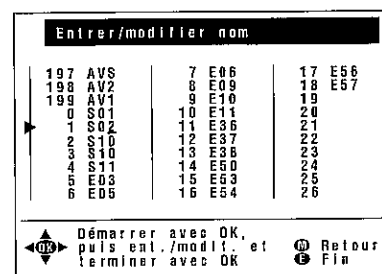 Entrer/modifier nom
197 AVS 7 E06 17 E56
198 AV2 8 E09 18 E57
199 AV1 9 E10 19
0 S01 10 E11 20
1 S02 11 E36 21
2 S10 12 E37 22
3 S10 13 E38 23
4 S11 14 E50 24
5 E03 15 E53 25
6 E05 16 E54 26
Démarrer avec OK,
OK puis ent./modif. et M Retour
terminer avec OK E Fin